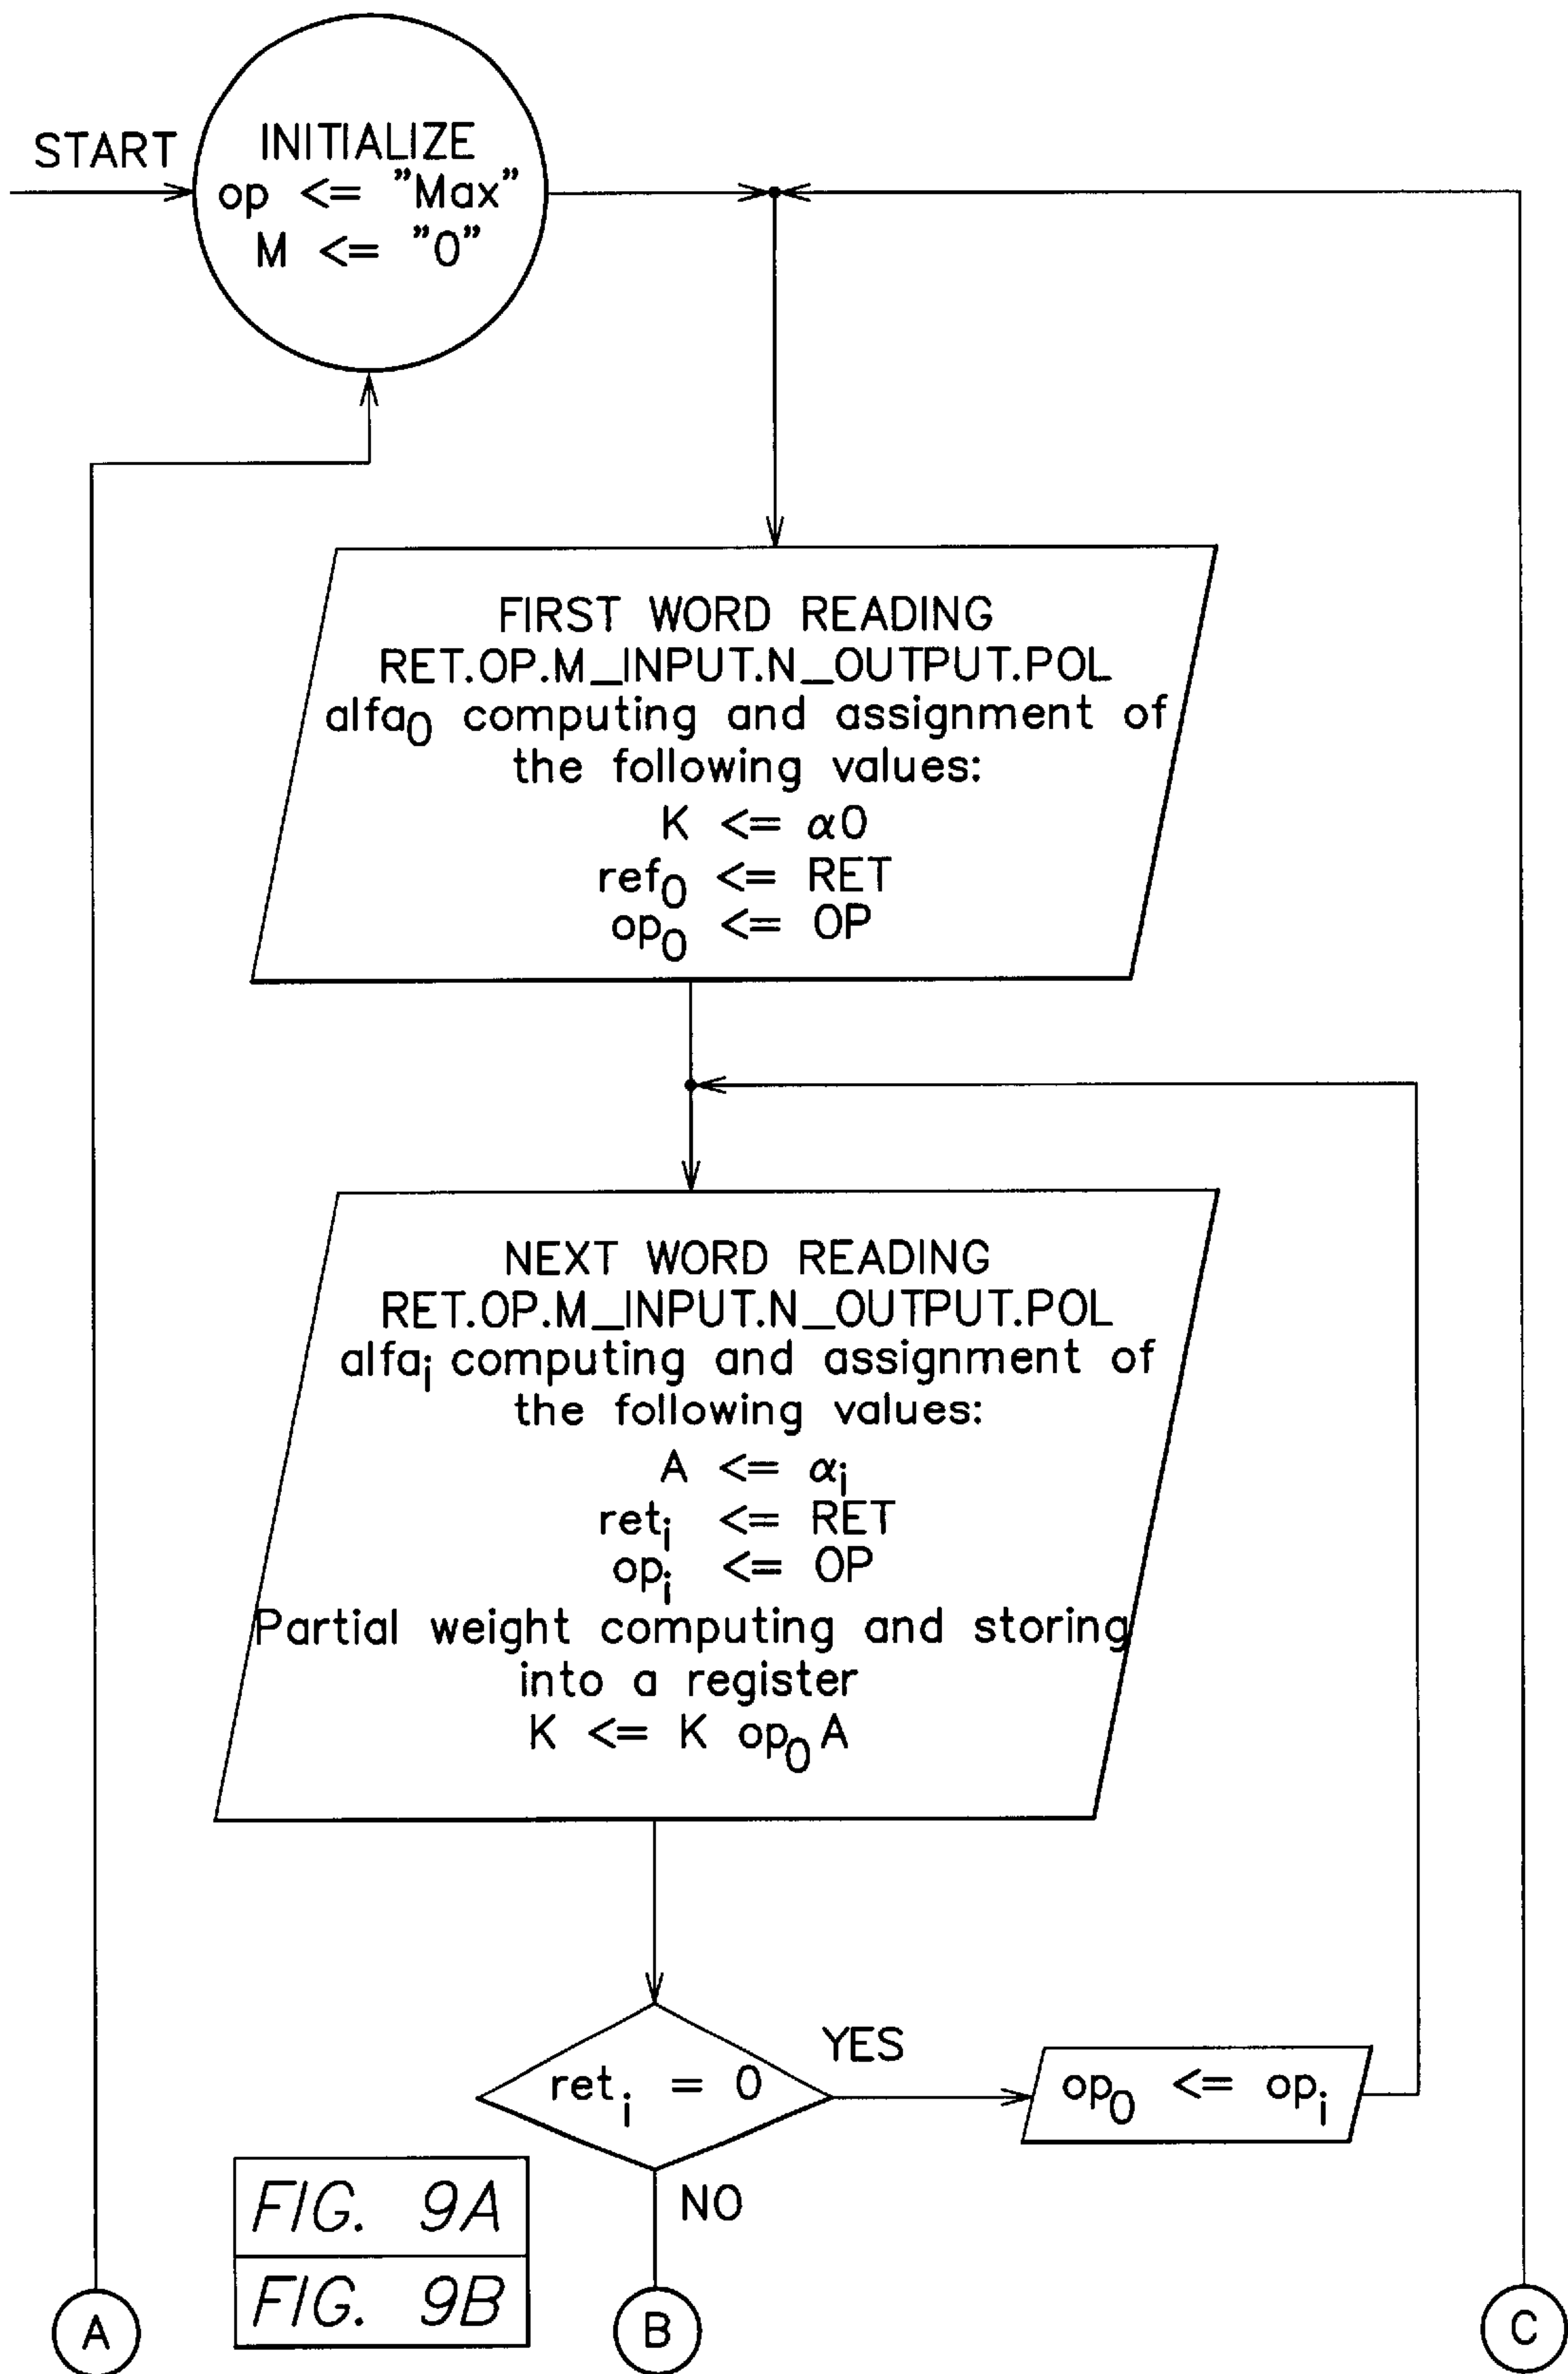 START
INITIALIZE
op <= "Max"
M <= "0"
FIRST WORD READING
RET.OP.M_INPUT.N_OUTPUT.POL
alfa0 computing and assignment of
the following values:
K <= α0
ref0 <= RET
op0 <= OP
NEXT WORD READING
RET.OP.M_INPUT.N_OUTPUT.POL
alfai computing and assignment of
the following values:
A <= αi
reti <= RET
opi <= OP
Partial weight computing and storing
into a register
K <= K op0 A
reti = 0
YES
op0 <= opi
NO
FIG. 9A
FIG. 9B
A
B
C